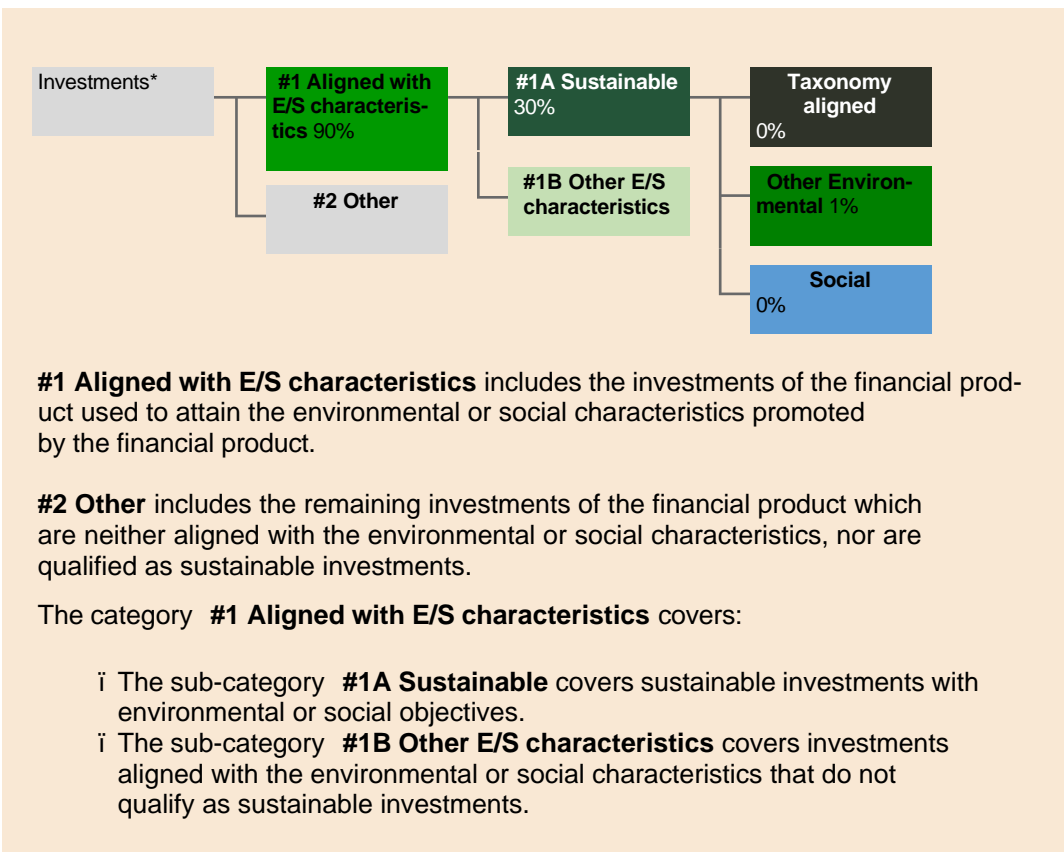 Investments*
#1 Aligned with
E/S characteris-
tics 90%
#2 Other
#1A Sustainable
30%
#1B Other E/S
characteristics
Taxonomy
aligned
0%
Other Environ-
mental 1%
Social
0%
#1 Aligned with E/S characteristics includes the investments of the financial prod-
uct used to attain the environmental or social characteristics promoted
by the financial product.
#2 Other includes the remaining investments of the financial product which
are neither aligned with the environmental or social characteristics, nor are
qualified as sustainable investments.
The category #1 Aligned with E/S characteristics covers:
ï The sub-category #1A Sustainable covers sustainable investments with
environmental or social objectives.
ï The sub-category #1B Other E/S characteristics covers investments
aligned with the environmental or social characteristics that do not
qualify as sustainable investments.